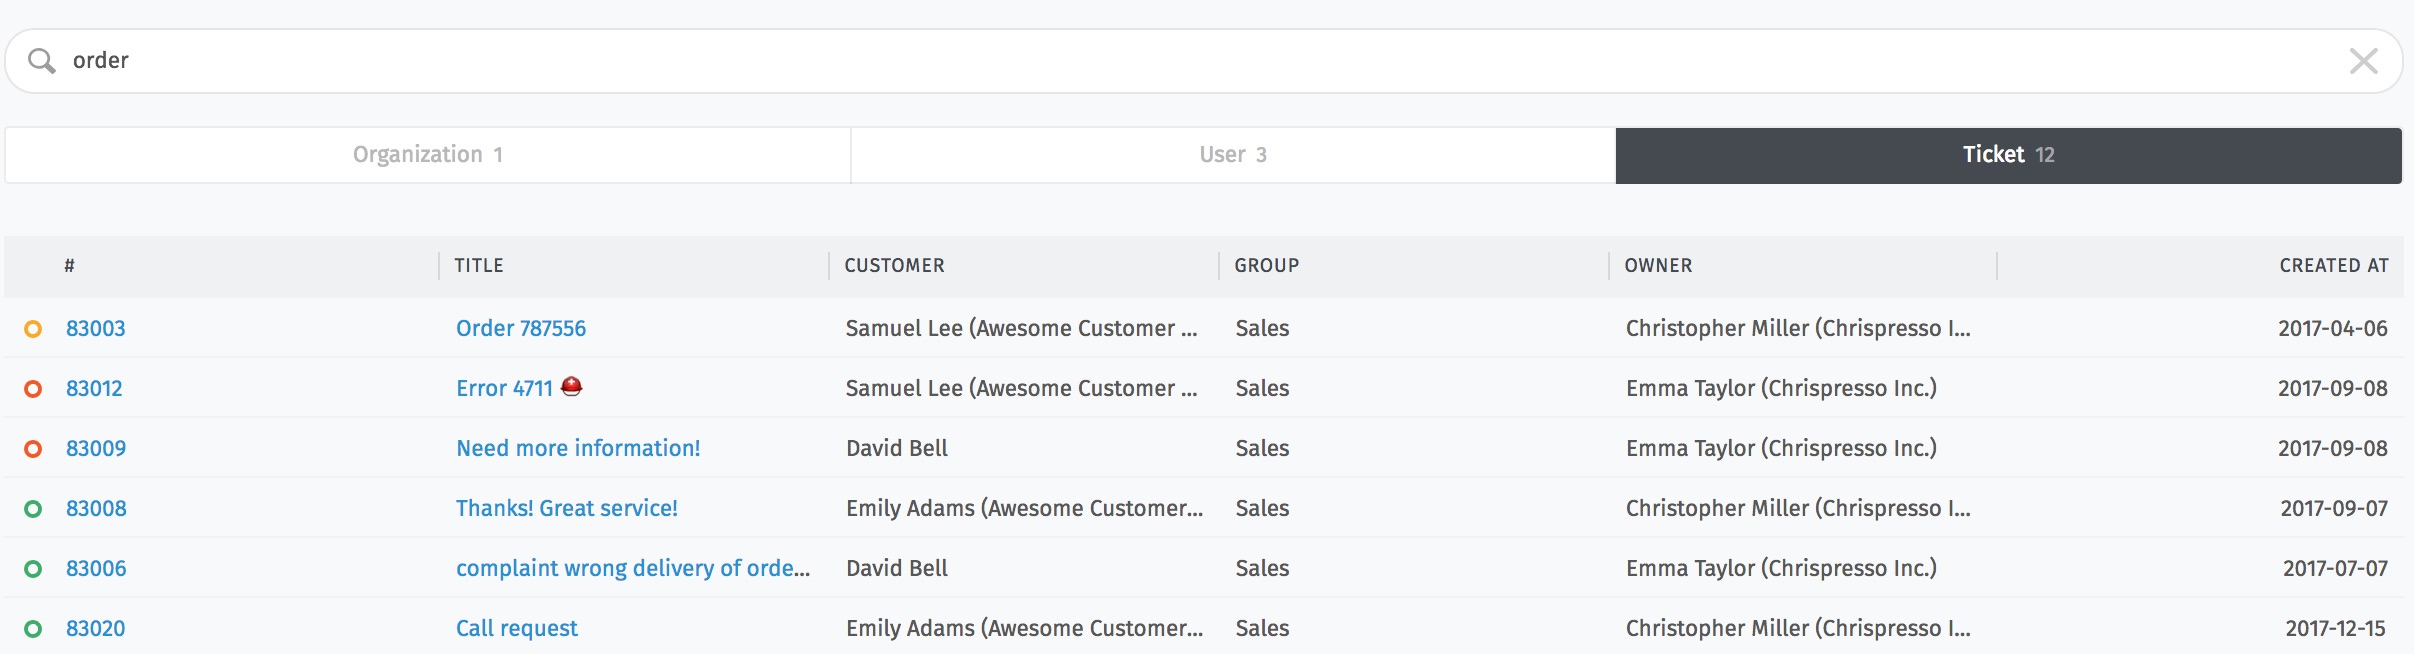 order
Organization 1 User 3 Ticket 12
# TITLE CUSTOMER GROUP OWNER CREATED AT
83003 Order 787556 Samuel Lee (Awesome Customer ... Sales Christopher Miller (Chrispresso I... 2017-04-06
83012 Error 4711 ⛑ Samuel Lee (Awesome Customer ... Sales Emma Taylor (Chrispresso Inc.) 2017-09-08
83009 Need more information! David Bell Sales Emma Taylor (Chrispresso Inc.) 2017-09-08
83008 Thanks! Great service! Emily Adams (Awesome Customer... Sales Christopher Miller (Chrispresso I... 2017-09-07
83006 complaint wrong delivery of orde... David Bell Sales Emma Taylor (Chrispresso Inc.) 2017-07-07
83020 Call request Emily Adams (Awesome Customer... Sales Christopher Miller (Chrispresso I... 2017-12-15